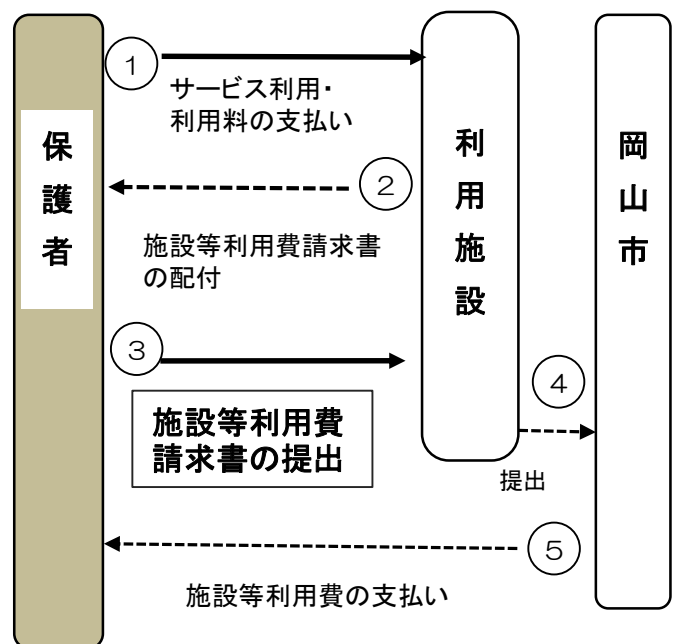 保護者
利用施設
岡山市
①
サービス利用・
利用料の支払い
②
施設等利用費請求書
の配付
③
施設等利用費
請求書の提出
④
提出
⑤
施設等利用費の支払い